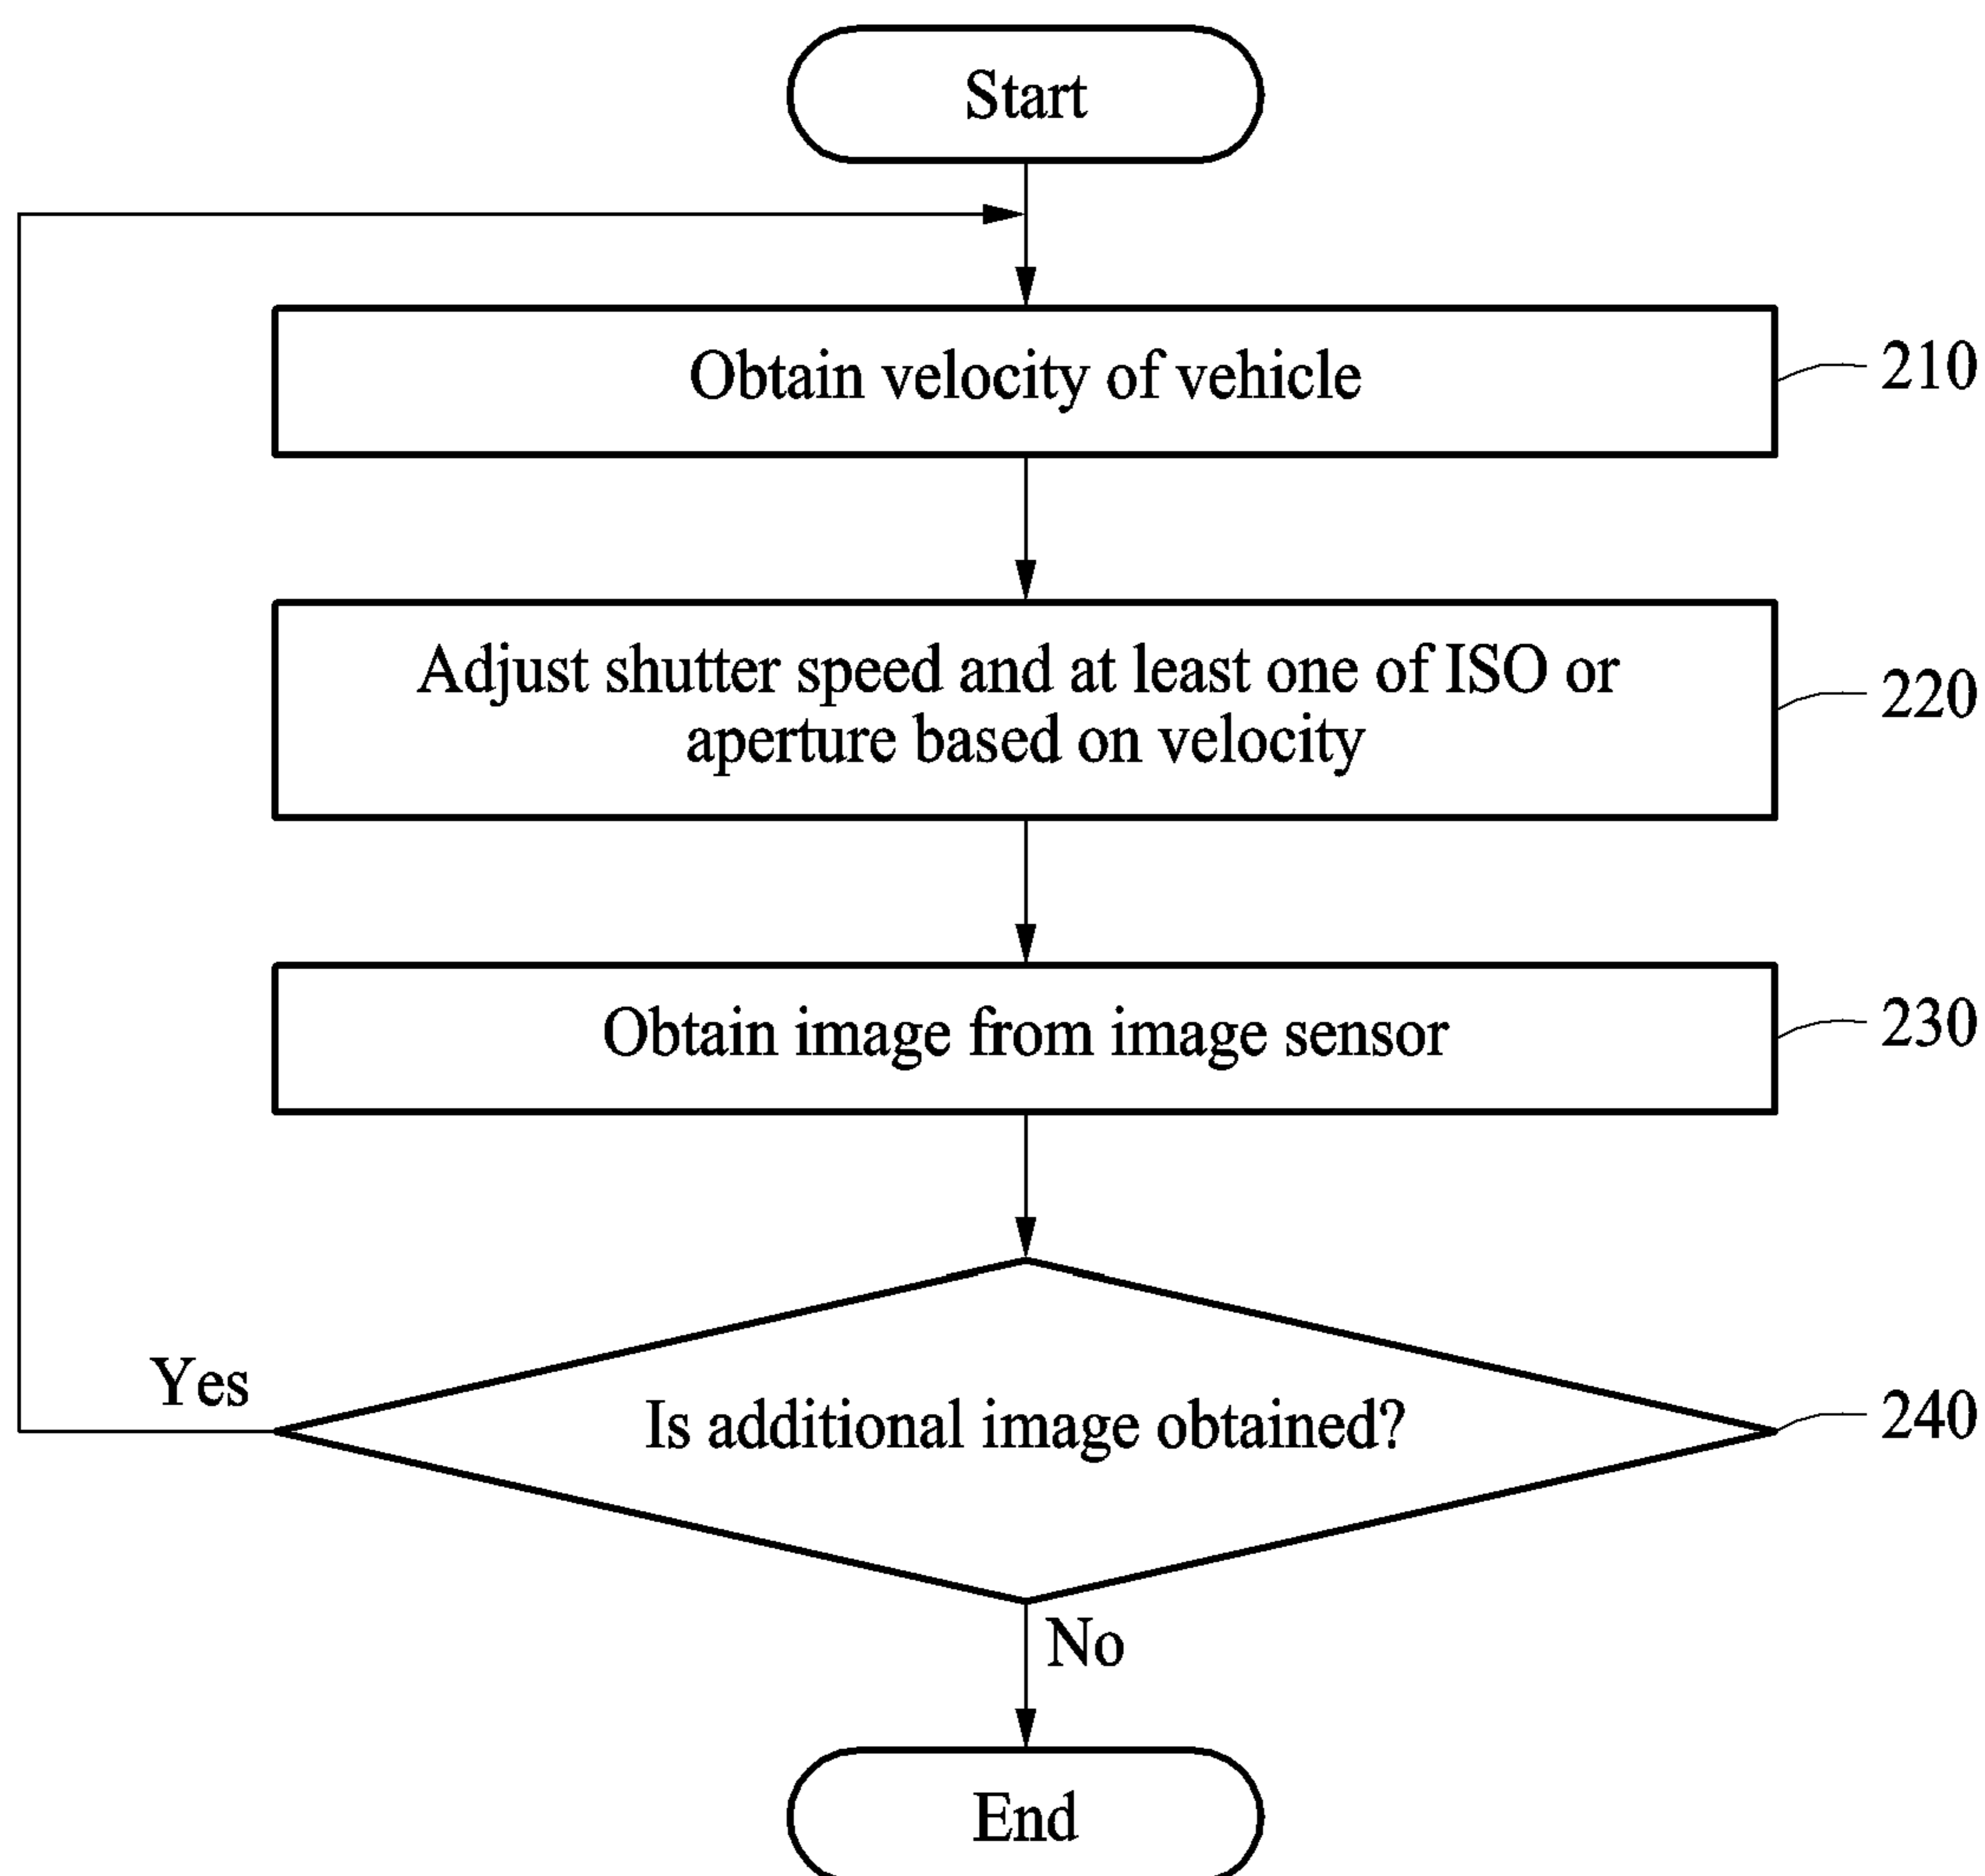 Start
Obtain velocity of vehicle
210
Adjust shutter speed and at least one of ISO or
aperture based on velocity
220
Obtain image from image sensor
230
Is additional image obtained?
240
Yes
No
End